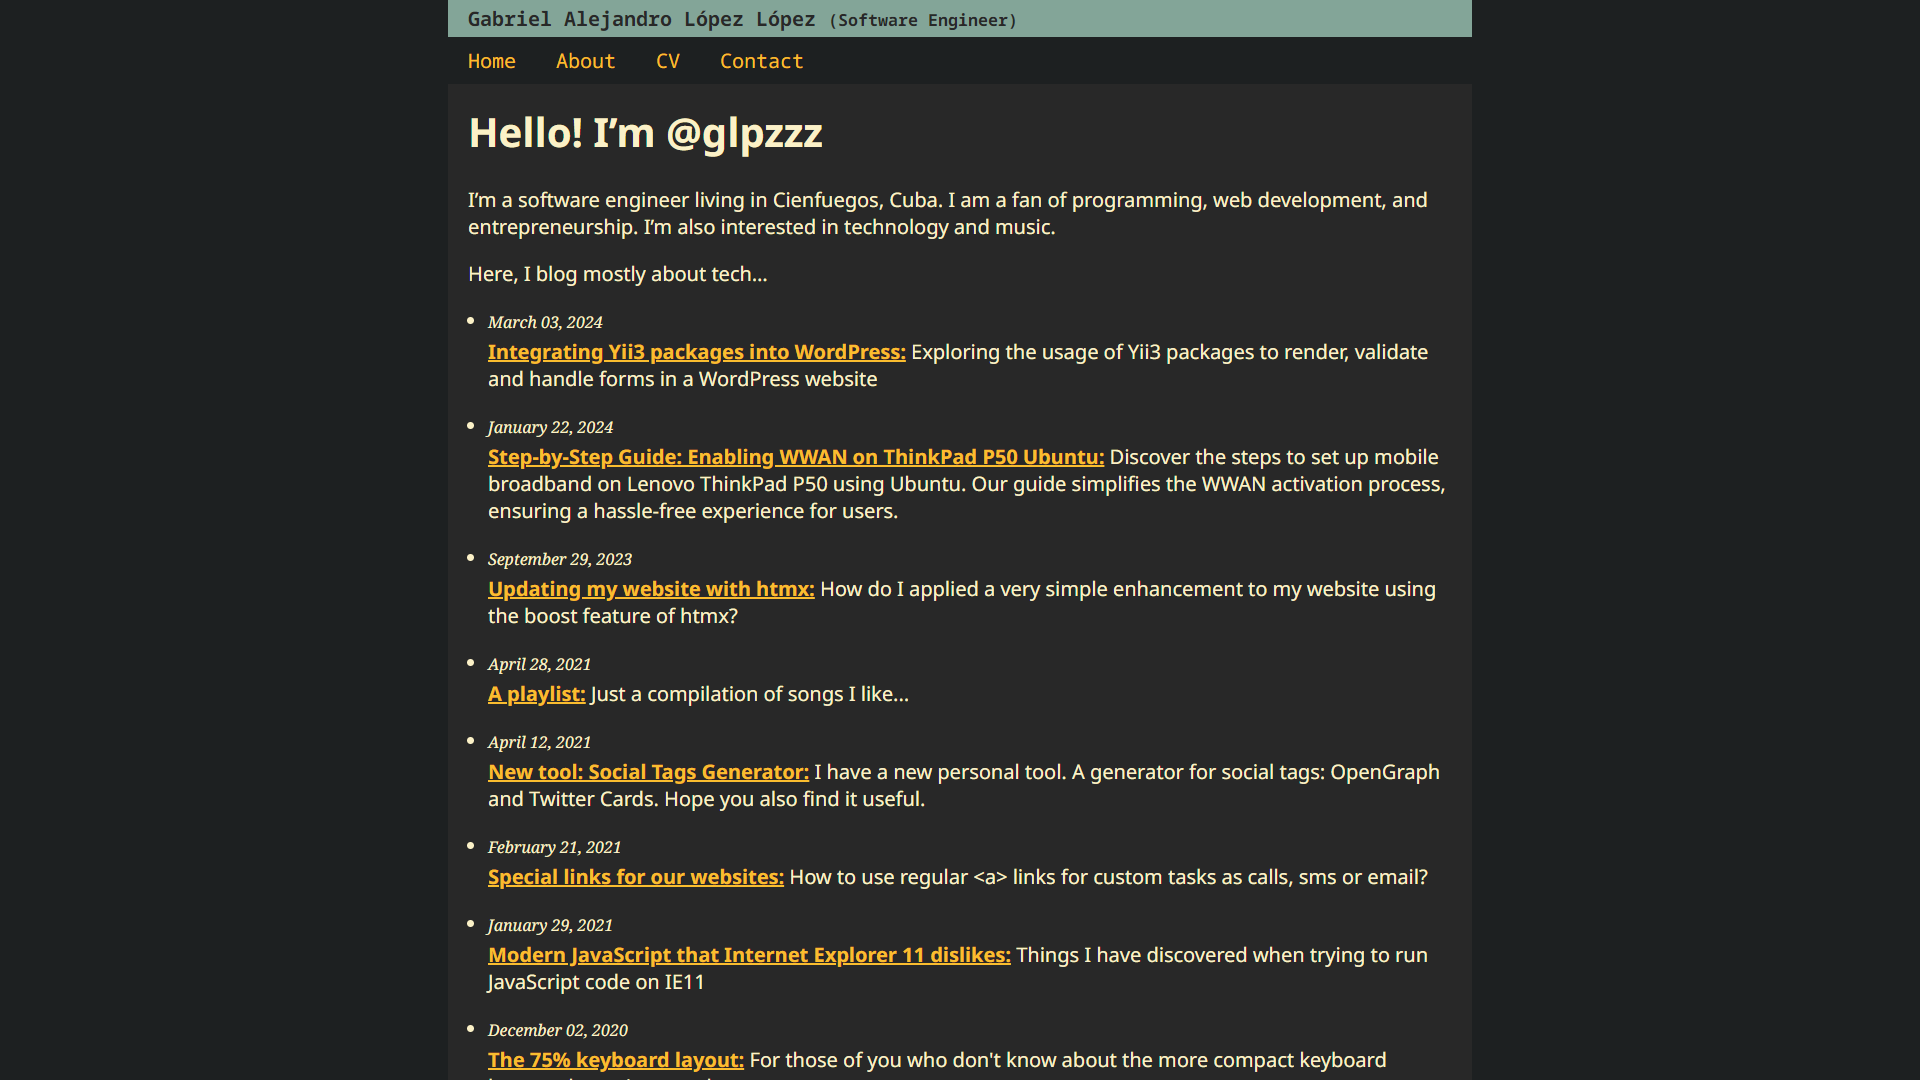 Gabriel Alejandro López López (Software Engineer)
Home About CV Contact
Hello! I’m @glpzzz
I’m a software engineer living in Cienfuegos, Cuba. I am a fan of programming, web development, and
entrepreneurship. I’m also interested in technology and music.
Here, I blog mostly about tech…
March 03, 2024
Integrating Yii3 packages into WordPress: Exploring the usage of Yii3 packages to render, validate
and handle forms in a WordPress website
January 22, 2024
Step-by-Step Guide: Enabling WWAN on ThinkPad P50 Ubuntu: Discover the steps to set up mobile
broadband on Lenovo ThinkPad P50 using Ubuntu. Our guide simplifies the WWAN activation process,
ensuring a hassle-free experience for users.
September 29, 2023
Updating my website with htmx: How do I applied a very simple enhancement to my website using
the boost feature of htmx?
April 28, 2021
A playlist: Just a compilation of songs I like...
April 12, 2021
New tool: Social Tags Generator: I have a new personal tool. A generator for social tags: OpenGraph
and Twitter Cards. Hope you also find it useful.
February 21, 2021
Special links for our websites: How to use regular <a> links for custom tasks as calls, sms or email?
January 29, 2021
Modern JavaScript that Internet Explorer 11 dislikes: Things I have discovered when trying to run
JavaScript code on IE11
December 02, 2020
The 75% keyboard layout: For those of you who don't know about the more compact keyboard